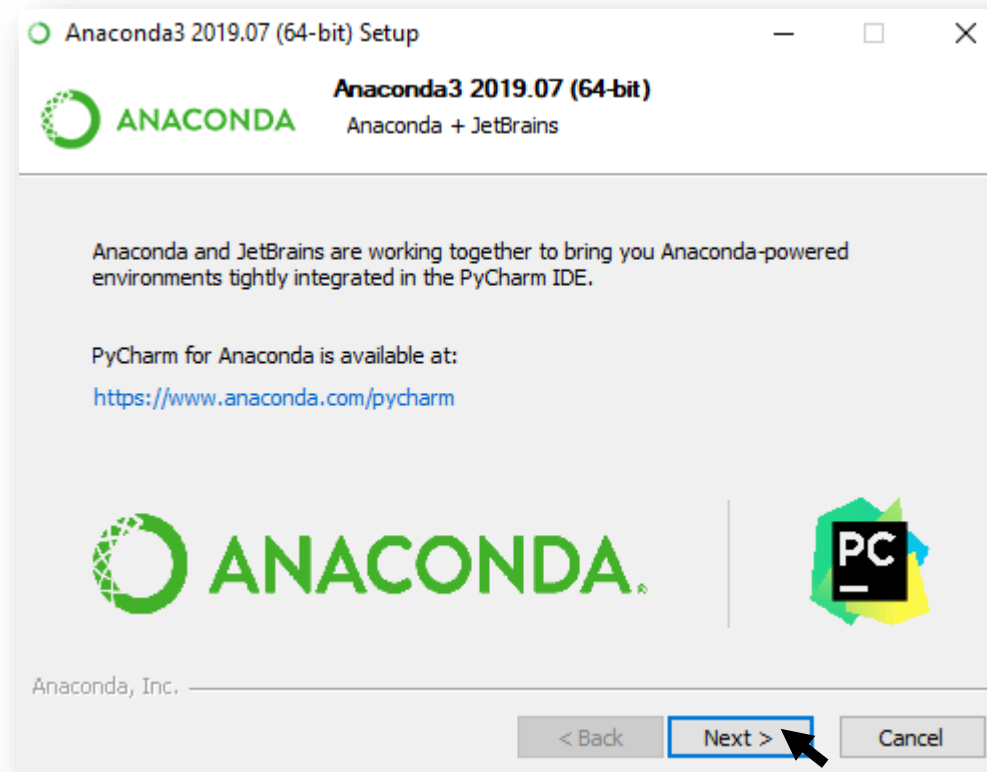 Anaconda3 2019.07 (64-bit) Setup
ANACONDA
Anaconda3 2019.07 (64-bit)
Anaconda + JetBrains
Anaconda and JetBrains are working together to bring you Anaconda-powered
environments tightly integrated in the PyCharm IDE.
PyCharm for Anaconda is available at:
https://www.anaconda.com/pycharm
ANACONDA.®
PC
Anaconda, Inc.
< Back Next > Cancel